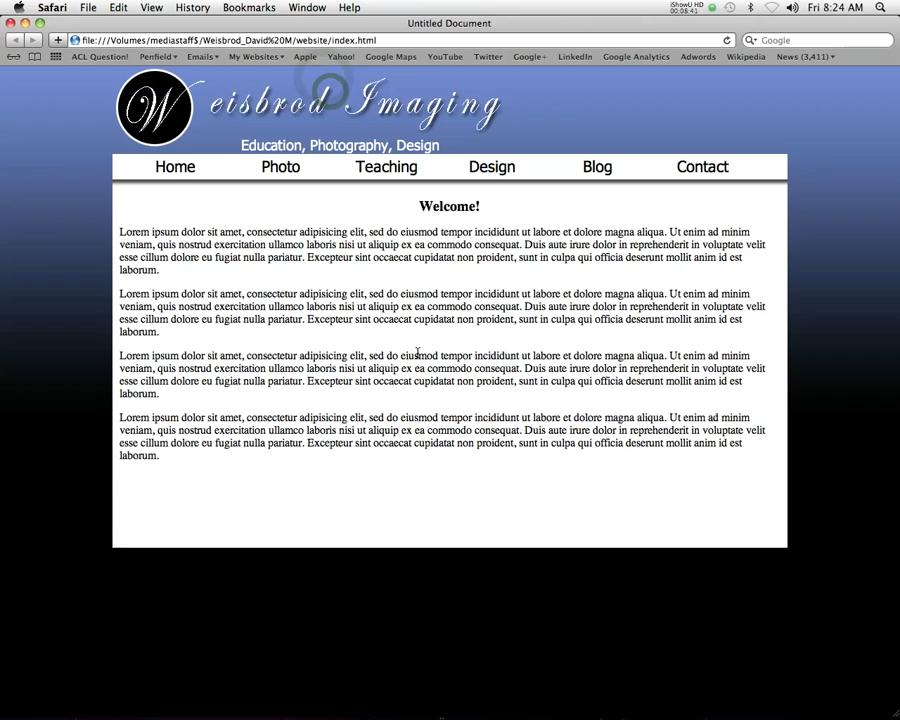 Safari File Edit View History Bookmarks Window Help iShowU HD 00:08:41 Fri 8:24 AM
Untitled Document
file:///Volumes/mediastaff$/Weisbrod_David%20M/website/index.html Google
ACL Question! Penfield Emails My Websites Apple Yahoo! Google Maps YouTube Twitter Google+ LinkedIn Google Analytics Adwords Wikipedia News (3,411)
Weisbrod Imaging
Education, Photography, Design
Home Photo Teaching Design Blog Contact
Welcome!
Lorem ipsum dolor sit amet, consectetur adipisicing elit, sed do eiusmod tempor incididunt ut labore et dolore magna aliqua. Ut enim ad minim
veniam, quis nostrud exercitation ullamco laboris nisi ut aliquip ex ea commodo consequat. Duis aute irure dolor in reprehenderit in voluptate velit
esse cillum dolore eu fugiat nulla pariatur. Excepteur sint occaecat cupidatat non proident, sunt in culpa qui officia deserunt mollit anim id est
laborum.
Lorem ipsum dolor sit amet, consectetur adipisicing elit, sed do eiusmod tempor incididunt ut labore et dolore magna aliqua. Ut enim ad minim
veniam, quis nostrud exercitation ullamco laboris nisi ut aliquip ex ea commodo consequat. Duis aute irure dolor in reprehenderit in voluptate velit
esse cillum dolore eu fugiat nulla pariatur. Excepteur sint occaecat cupidatat non proident, sunt in culpa qui officia deserunt mollit anim id est
laborum.
Lorem ipsum dolor sit amet, consectetur adipisicing elit, sed do eiusmod tempor incididunt ut labore et dolore magna aliqua. Ut enim ad minim
veniam, quis nostrud exercitation ullamco laboris nisi ut aliquip ex ea commodo consequat. Duis aute irure dolor in reprehenderit in voluptate velit
esse cillum dolore eu fugiat nulla pariatur. Excepteur sint occaecat cupidatat non proident, sunt in culpa qui officia deserunt mollit anim id est
laborum.
Lorem ipsum dolor sit amet, consectetur adipisicing elit, sed do eiusmod tempor incididunt ut labore et dolore magna aliqua. Ut enim ad minim
veniam, quis nostrud exercitation ullamco laboris nisi ut aliquip ex ea commodo consequat. Duis aute irure dolor in reprehenderit in voluptate velit
esse cillum dolore eu fugiat nulla pariatur. Excepteur sint occaecat cupidatat non proident, sunt in culpa qui officia deserunt mollit anim id est
laborum.